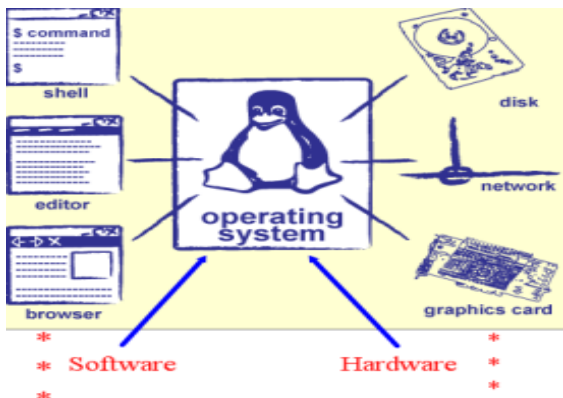 $ command
$
shell
disk
editor
network
operating
system
browser
graphics card
* *
* Software Hardware *
* *